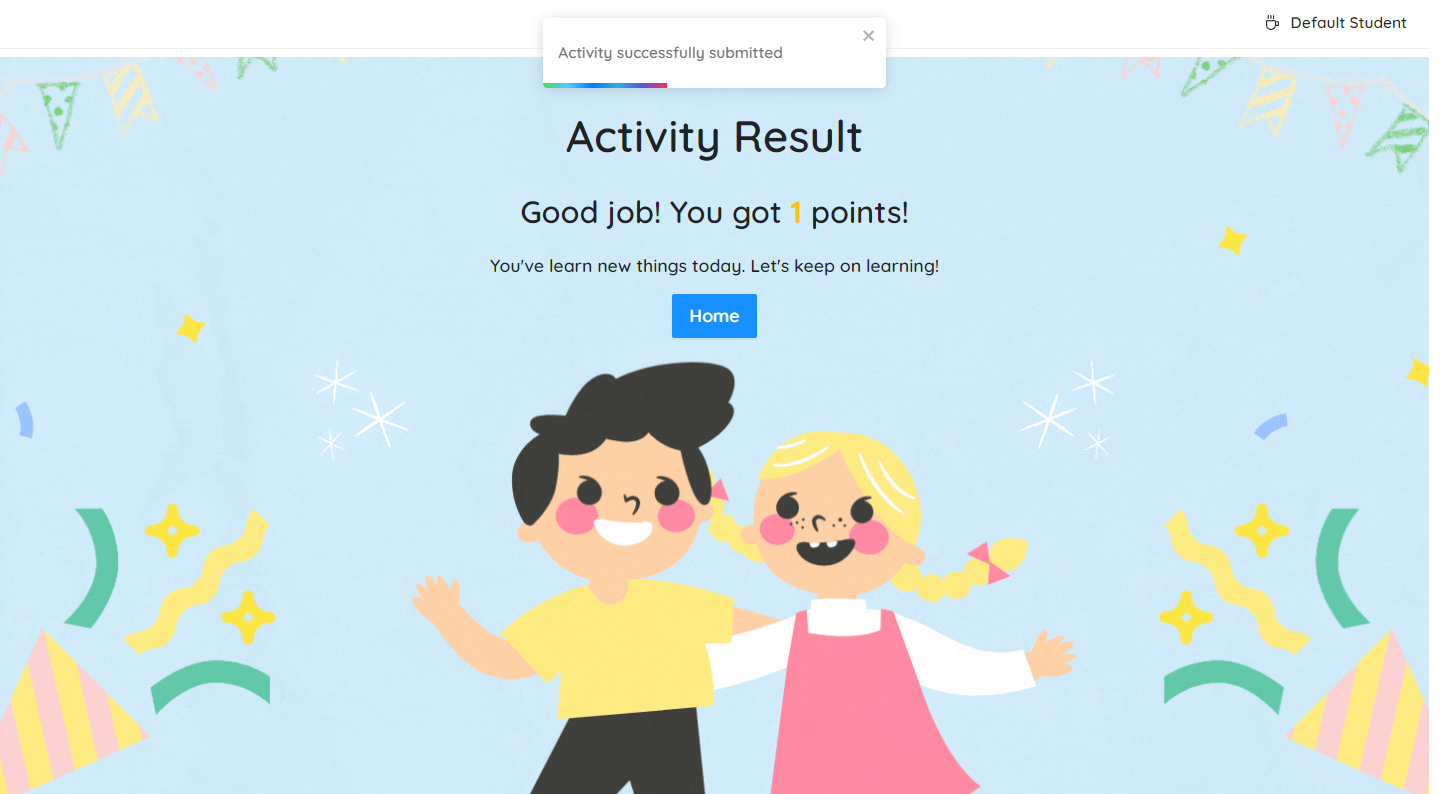 Default Student
Activity successfully submitted
Activity Result
Good job! You got 1 points!
You've learn new things today. Let's keep on learning!
Home